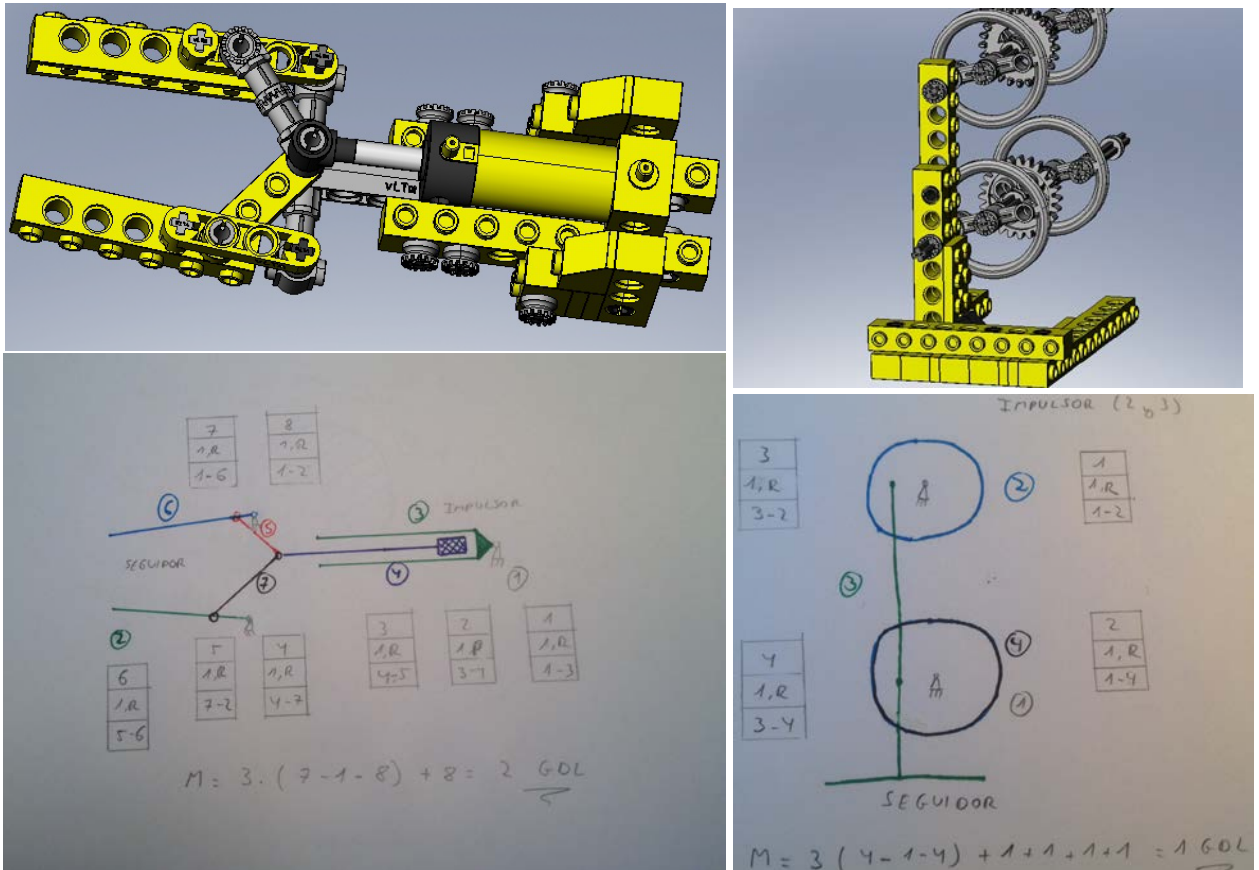 7
1,R
1-6
8
1,R
1-2
6
5
SEGUIDOR
7
3
IMPULSOR
4
1
2
6
1,R
5-6
5
1,R
7-2
4
1,R
4-7
3
1,R
4-5
2
1,P
1
1,R
1-3
M = 3 · (7-1-8) + 8 = 2 GDL
IMPULSOR (2 y 3)
3
1,R
3-2
2
1
1,R
1-2
3
4
1,R
3-4
4
1
2
1,R
1-4
SEGUIDOR
M = 3 (4-1-4) + 1+1+1+1 = 1 GDL